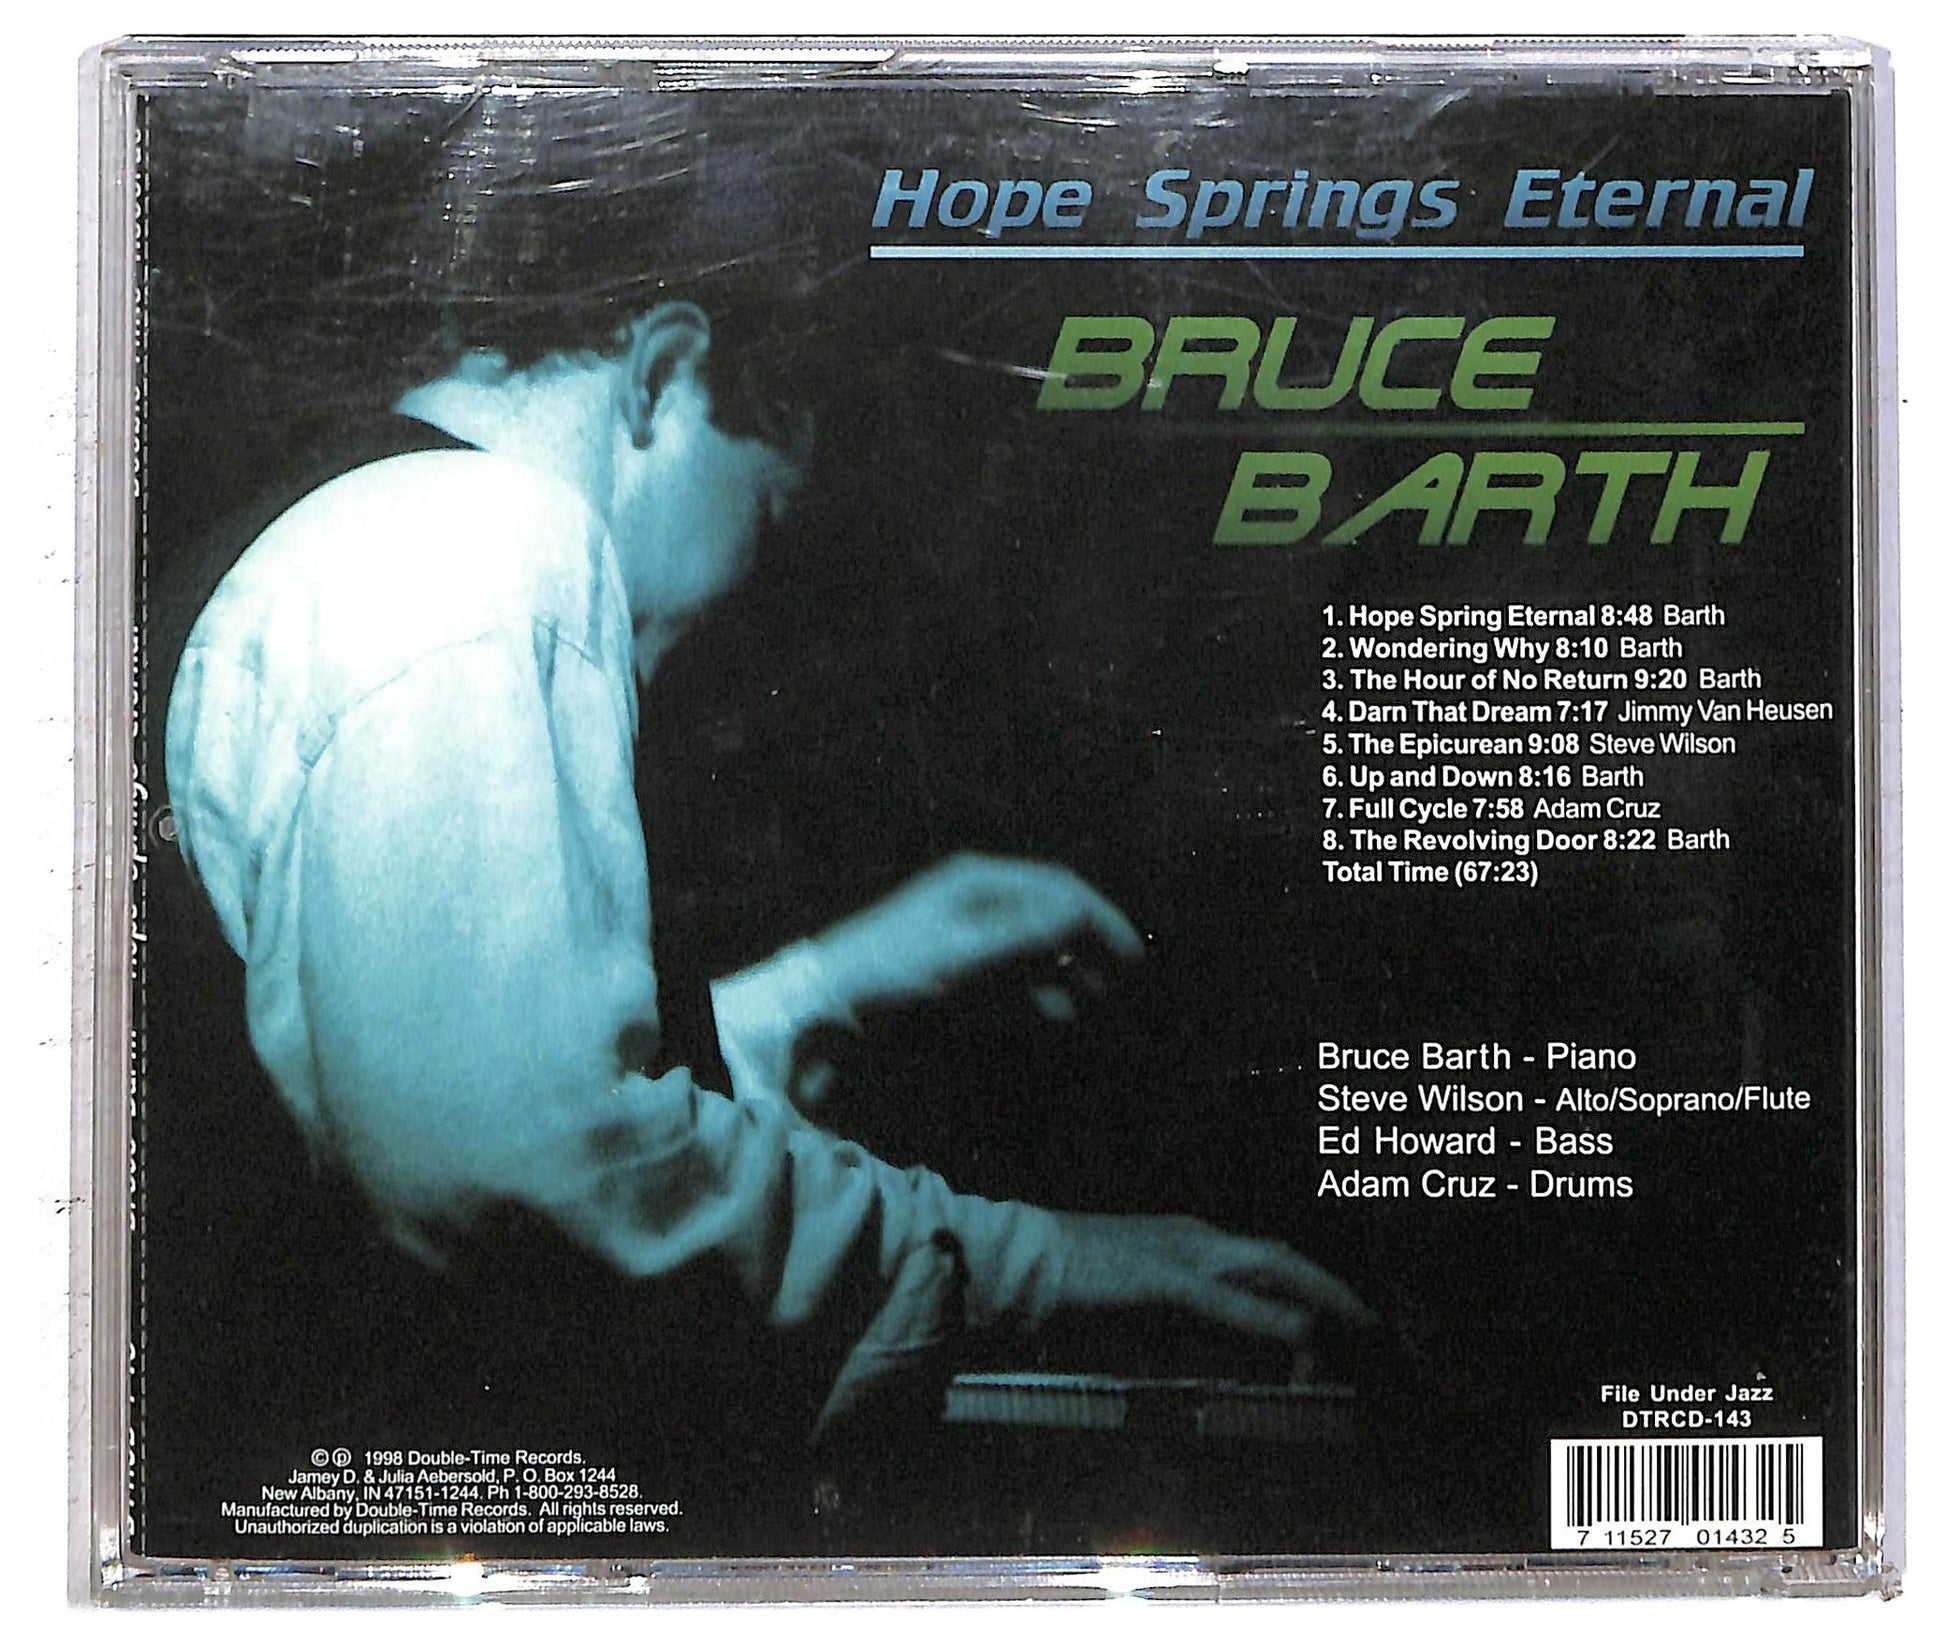 Hope Springs Eternal
BRUCE
BARTH
1. Hope Spring Eternal 8:48 Barth
2. Wondering Why 8:10 Barth
3. The Hour of No Return 9:20 Barth
4. Darn That Dream 7:17 Jimmy Van Heusen
5. The Epicurean 9:08 Steve Wilson
6. Up and Down 8:16 Barth
7. Full Cycle 7:58 Adam Cruz
8. The Revolving Door 8:22 Barth
Total Time (67:23)
Bruce Barth - Piano
Steve Wilson - Alto/Soprano/Flute
Ed Howard - Bass
Adam Cruz - Drums
File Under Jazz
DTRCD-143
7 11527 01432 5
© ℗ 1998 Double-Time Records.
Jamey D. & Julia Aebersold, P. O. Box 1244
New Albany, IN 47151-1244. Ph 1-800-293-8528.
Manufactured by Double-Time Records. All rights reserved.
Unauthorized duplication is a violation of applicable laws.